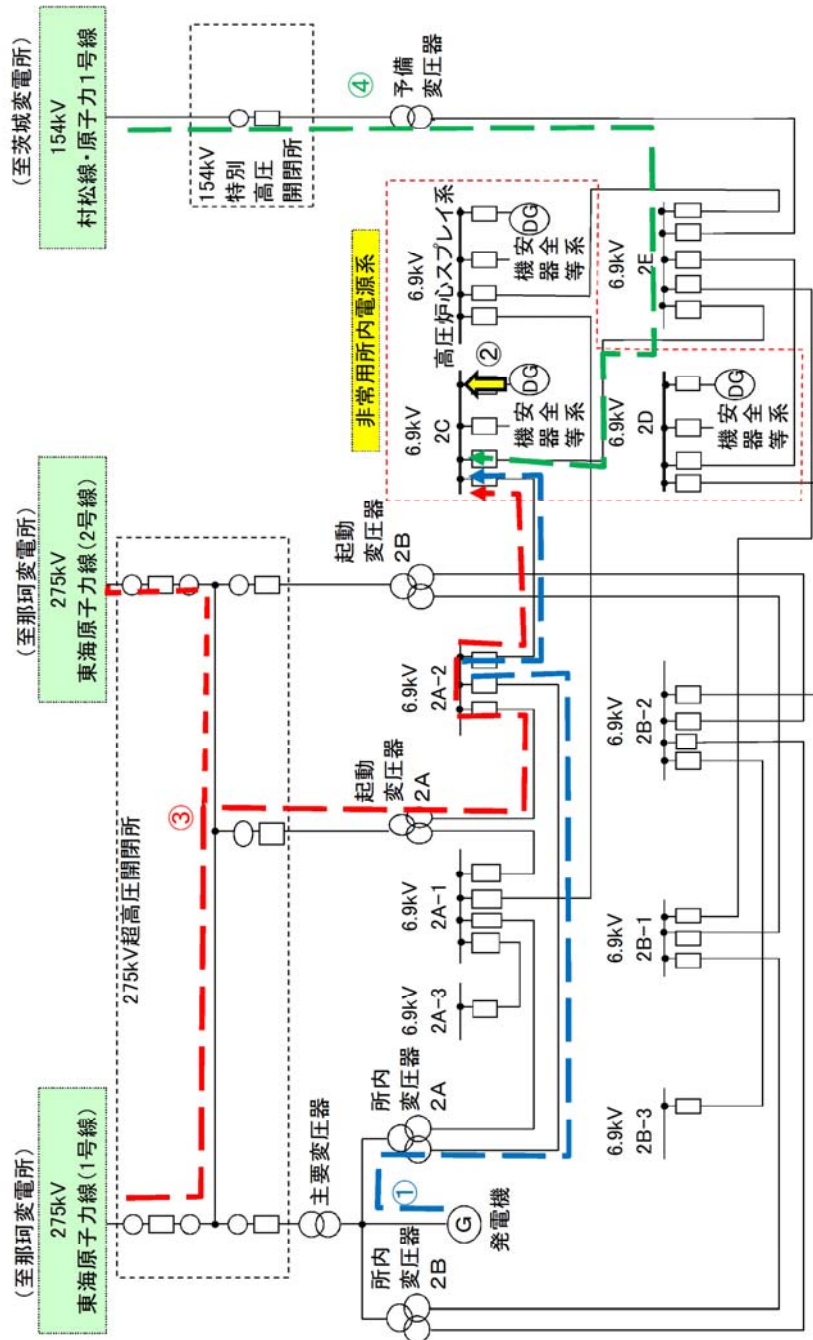 (至那珂変電所)
275kV
東海原子力線(1号線)
(至那珂変電所)
275kV
東海原子力線(2号線)
(至茨城変電所)
154kV
村松線・原子力1号線
275kV超高圧開閉所
③
154kV
特別
高圧
開閉所
④
予備
変圧器
主要変圧器
起動
変圧器
2A
起動
変圧器
2B
非常用所内電源系
所内
変圧器
2B
①
G
発電機
所内
変圧器
2A
6.9kV
2A-3
6.9kV
2A-1
6.9kV
2A-2
6.9kV
2C
②
DG
安全
機器
等系
6.9kV
高圧炉心スプレイ系
DG
安全
機器
等系
6.9kV
2B-3
6.9kV
2B-1
6.9kV
2B-2
6.9kV
2D
DG
安全
機器
等系
6.9kV
2E